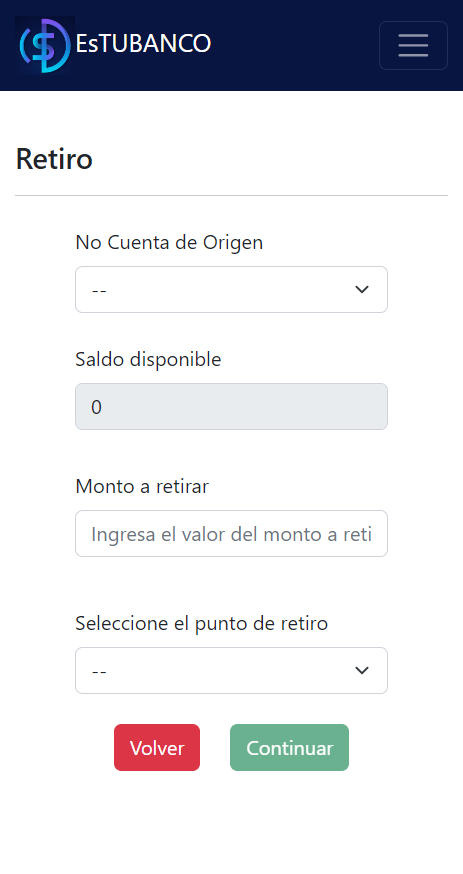 EsTUBANCO
Retiro
No Cuenta de Origen
--
Saldo disponible
0
Monto a retirar
Ingresa el valor del monto a reti
Seleccione el punto de retiro
--
Volver Continuar